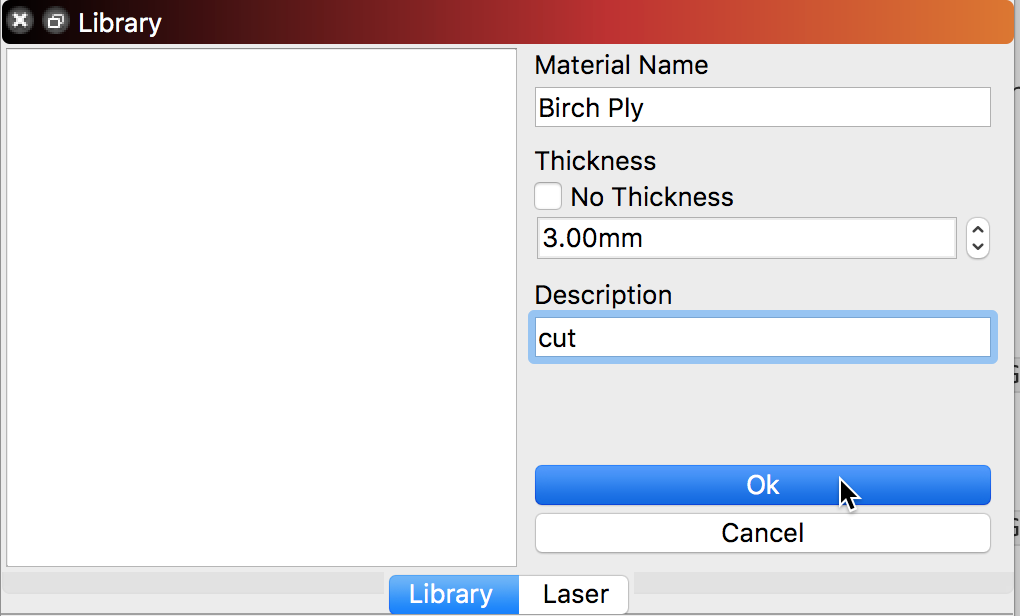 Library
Material Name
Birch Ply
Thickness
No Thickness
3.00mm
Description
cut
Ok
Cancel
Library
Laser